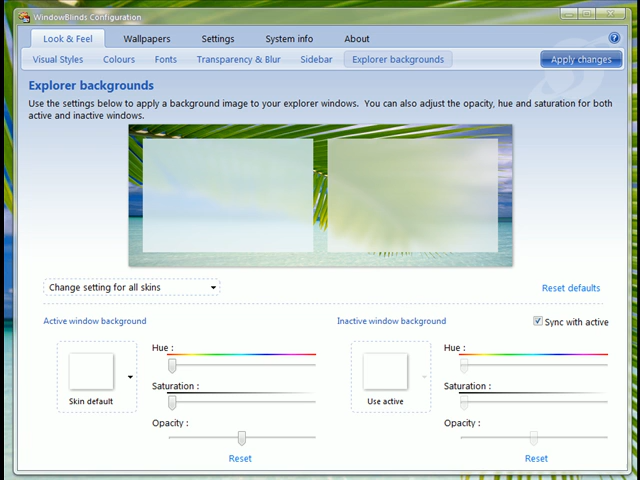 WindowBlinds Configuration
Look & Feel Wallpapers Settings System info About
Visual Styles Colours Fonts Transparency & Blur Sidebar Explorer backgrounds Apply changes
Explorer backgrounds
Use the settings below to apply a background image to your explorer windows. You can also adjust the opacity, hue and saturation for both
active and inactive windows.
Change setting for all skins Reset defaults
Active window background Inactive window background Sync with active
Hue : Hue :
Saturation : Saturation :
Skin default Use active
Opacity : Opacity :
Reset Reset